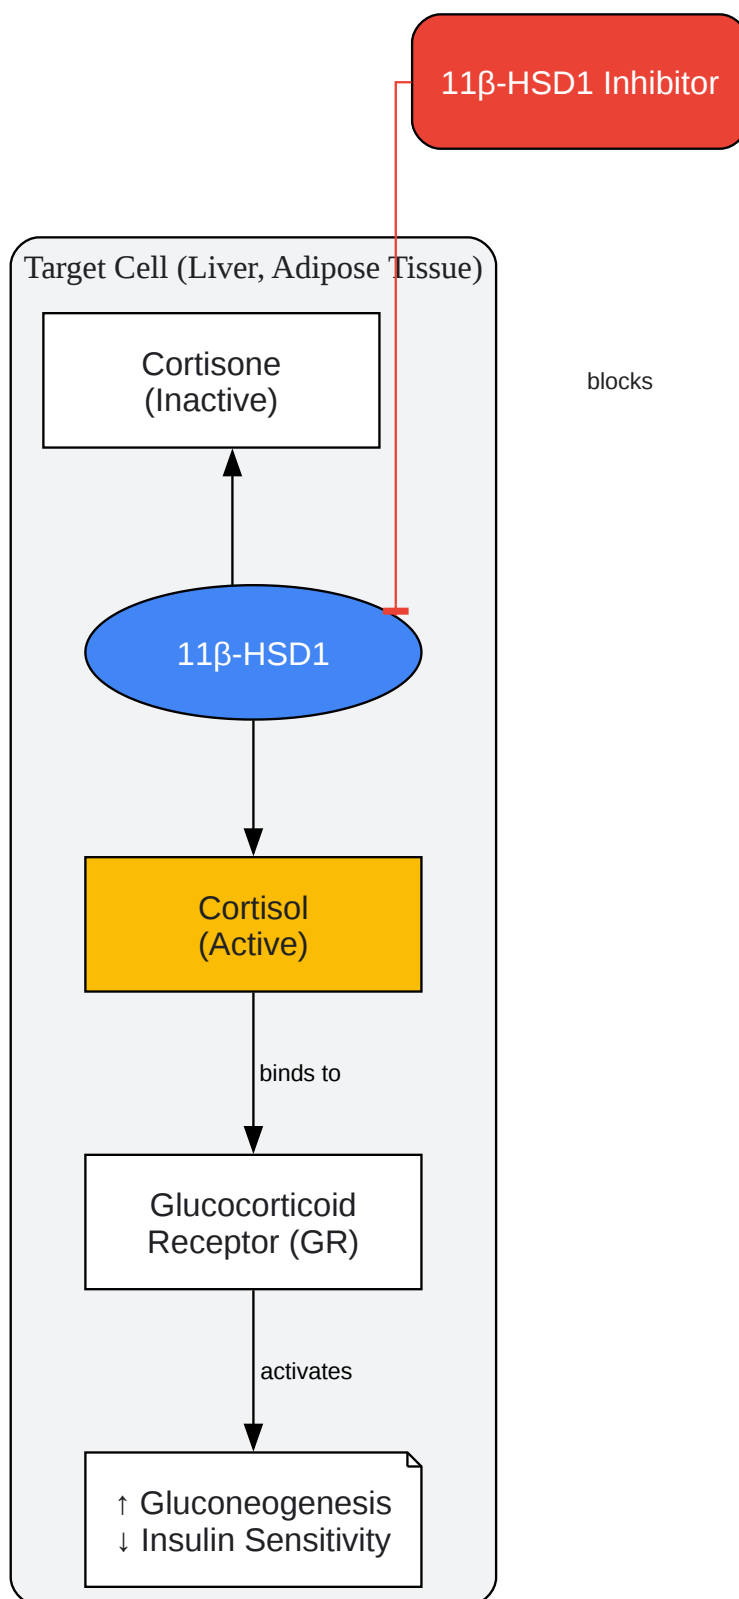 11β-HSD1 Inhibitor
Target Cell (Liver, Adipose Tissue)
Cortisone
(Inactive)
blocks
11β-HSD1
Cortisol
(Active)
binds to
Glucocorticoid
Receptor (GR)
activates
↑ Gluconeogenesis
↓ Insulin Sensitivity